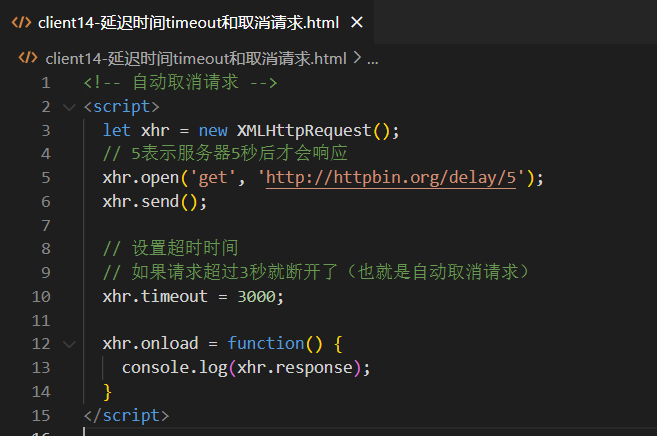 client14-延迟时间timeout和取消请求.html
client14-延迟时间timeout和取消请求.html > ...
1 <!-- 自动取消请求 -->
2 <script>
3 let xhr = new XMLHttpRequest();
4 // 5表示服务器5秒后才会响应
5 xhr.open('get', 'http://httpbin.org/delay/5');
6 xhr.send();
7
8 // 设置超时时间
9 // 如果请求超过3秒就断开了（也就是自动取消请求）
10 xhr.timeout = 3000;
11
12 xhr.onload = function() {
13 console.log(xhr.response);
14 }
15 </script>
16